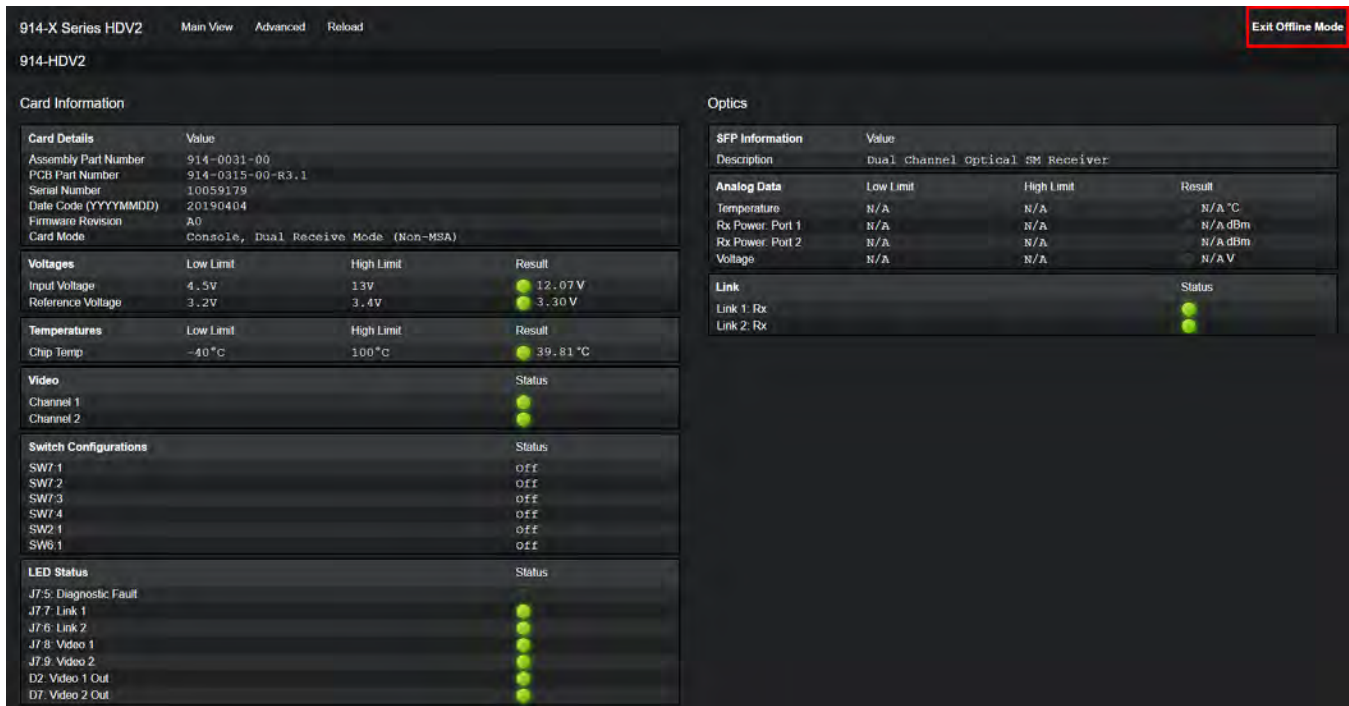 914-X Series HDV2 Main View Advanced Reload Exit Offline Mode
914-HDV2
Card Information
Card Details Value
Assembly Part Number 914-0031-00
PCB Part Number 914-0315-00-R3.1
Serial Number 10059179
Date Code (YYYYMMDD) 20190404
Firmware Revision A0
Card Mode Console, Dual Receive Mode (Non-MSA)
Voltages Low Limit High Limit Result
Input Voltage 4.5V 13V 12.07 V
Reference Voltage 3.2V 3.4V 3.30 V
Temperatures Low Limit High Limit Result
Chip Temp -40°C 100°C 39.81 °C
Video Status
Channel 1
Channel 2
Switch Configurations Status
SW7:1 Off
SW7:2 Off
SW7:3 Off
SW7:4 Off
SW2:1 Off
SW6:1 Off
LED Status Status
J7:5: Diagnostic Fault
J7:7: Link 1
J7:6: Link 2
J7:8: Video 1
J7:9: Video 2
D2: Video 1 Out
D7: Video 2 Out
Optics
SFP Information Value
Description Dual Channel Optical SM Receiver
Analog Data Low Limit High Limit Result
Temperature N/A N/A N/A °C
Rx Power: Port 1 N/A N/A N/A dBm
Rx Power: Port 2 N/A N/A N/A dBm
Voltage N/A N/A N/A V
Link Status
Link 1: Rx
Link 2: Rx